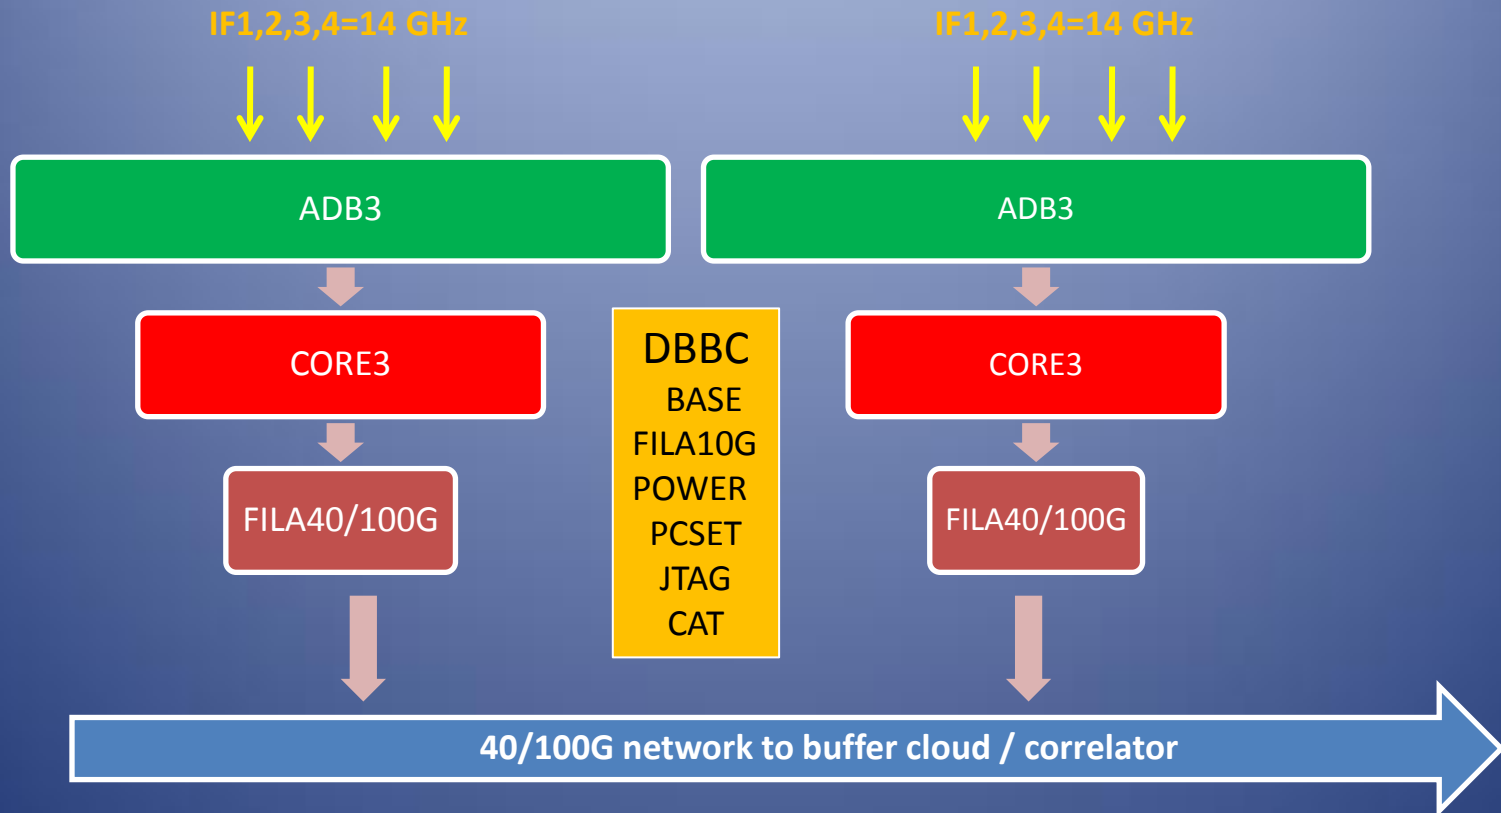 IF1,2,3,4=14 GHz
IF1,2,3,4=14 GHz
ADB3
ADB3
CORE3
CORE3
FILA40/100G
FILA40/100G
DBBC
BASE
FILA10G
POWER
PCSET
JTAG
CAT
40/100G network to buffer cloud / correlator